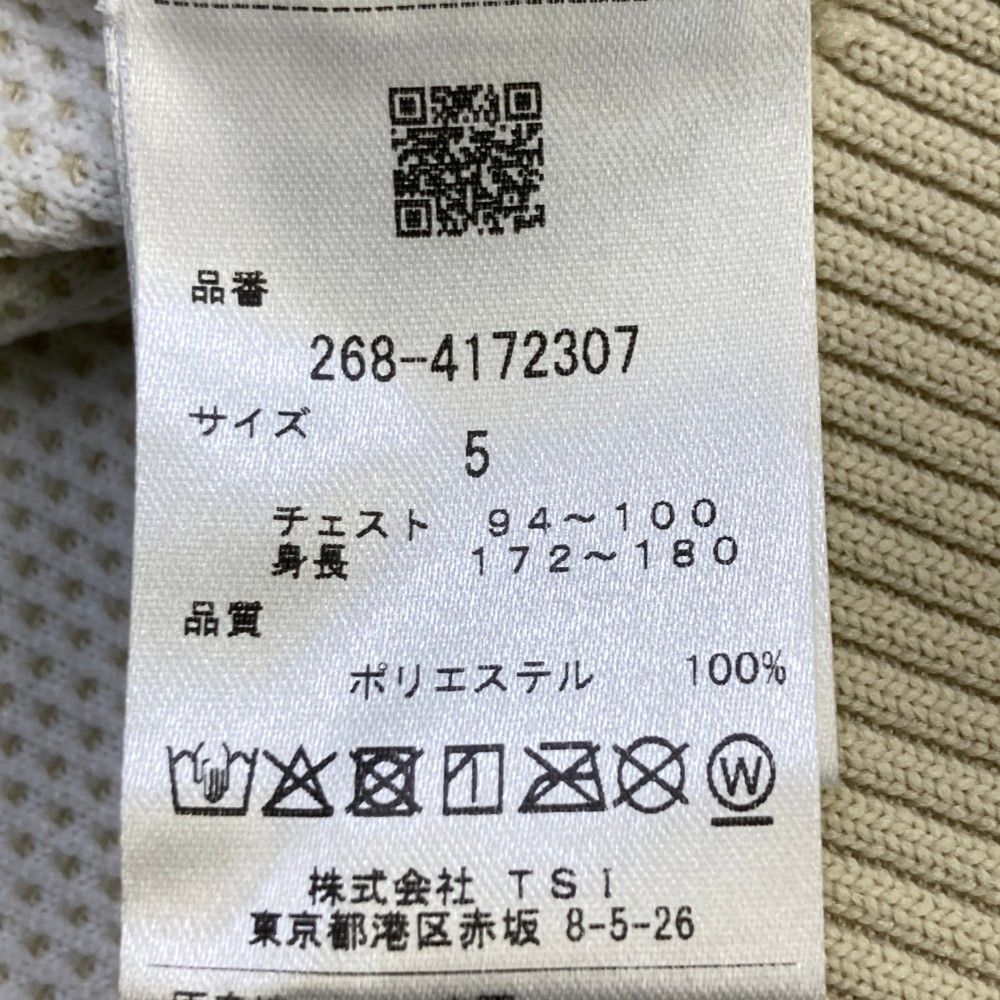 品番
268-4172307
サイズ
5
チェスト 94～100
身長 172～180
品質
ポリエステル 100%
W
株式会社 TSI
東京都港区赤坂 8-5-26